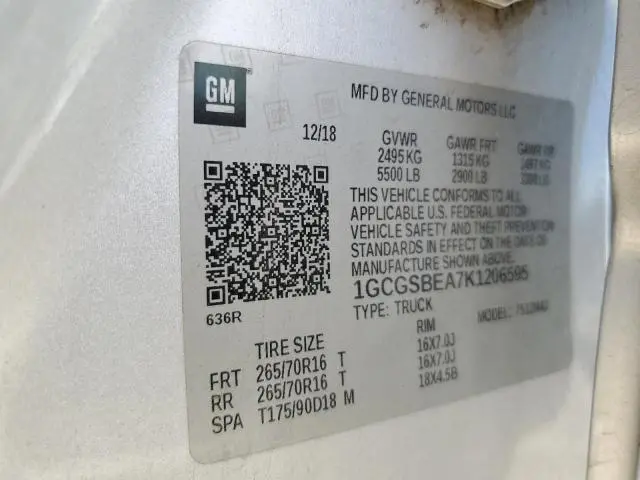 GM
MFD BY GENERAL MOTORS LLC
12/18
GVWR GAWR FRT GAWR RR
2495 KG 1315 KG
5500 LB 2900 LB
THIS VEHICLE CONFORMS TO ALL
APPLICABLE U.S. FEDERAL MOTOR
VEHICLE SAFETY AND THEFT PREVENTION
STANDARDS IN EFFECT ON THE DATE OF
MANUFACTURE SHOWN ABOVE.
1GCGSBEA7K1206595
TYPE: TRUCK MODEL:
636R
TIRE SIZE RIM
FRT 265/70R16 T 16X7.0J
RR 265/70R16 T 16X7.0J
SPA T175/90D18 M 18X4.5B